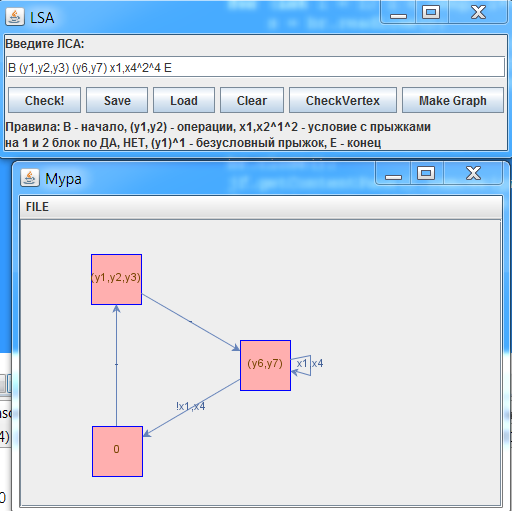 LSA
Введите ЛСА:
B (y1,y2,y3) (y6,y7) x1,x4^2^4 E
Check! Save Load Clear CheckVertex Make Graph
Правила: В - начало, (y1,y2) - операции, x1,x2^1^2 - условие с прыжками
на 1 и 2 блок по ДА, НЕТ, (y1)^1 - безусловный прыжок, E - конец
Мура
FILE
(y1,y2,y3)
-
(y6,y7)
x1,x4
-
!x1,x4
0